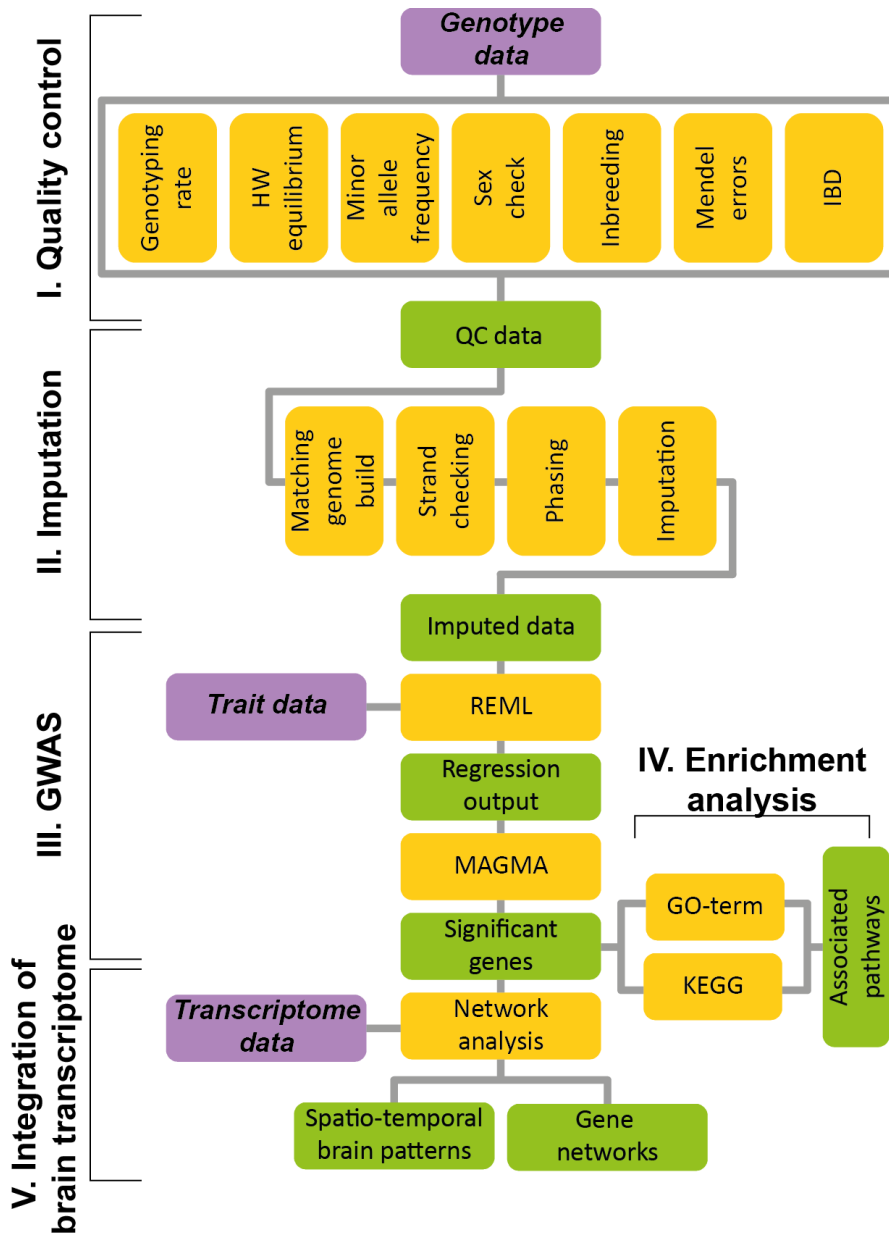 I. Quality control
Genotype
data
Genotyping
rate
HW
equilibrium
Minor
allele
frequency
Sex
check
Inbreeding
Mendel
errors
IBD
QC data
II. Imputation
Matching
genome
build
Strand
checking
Phasing
Imputation
Imputed data
III. GWAS
Trait data
REML
Regression
output
MAGMA
Significant
genes
IV. Enrichment
analysis
GO-term
KEGG
Associated
pathways
V. Integration of
brain transcriptome
Transcriptome
data
Network
analysis
Spatio-temporal
brain patterns
Gene
networks